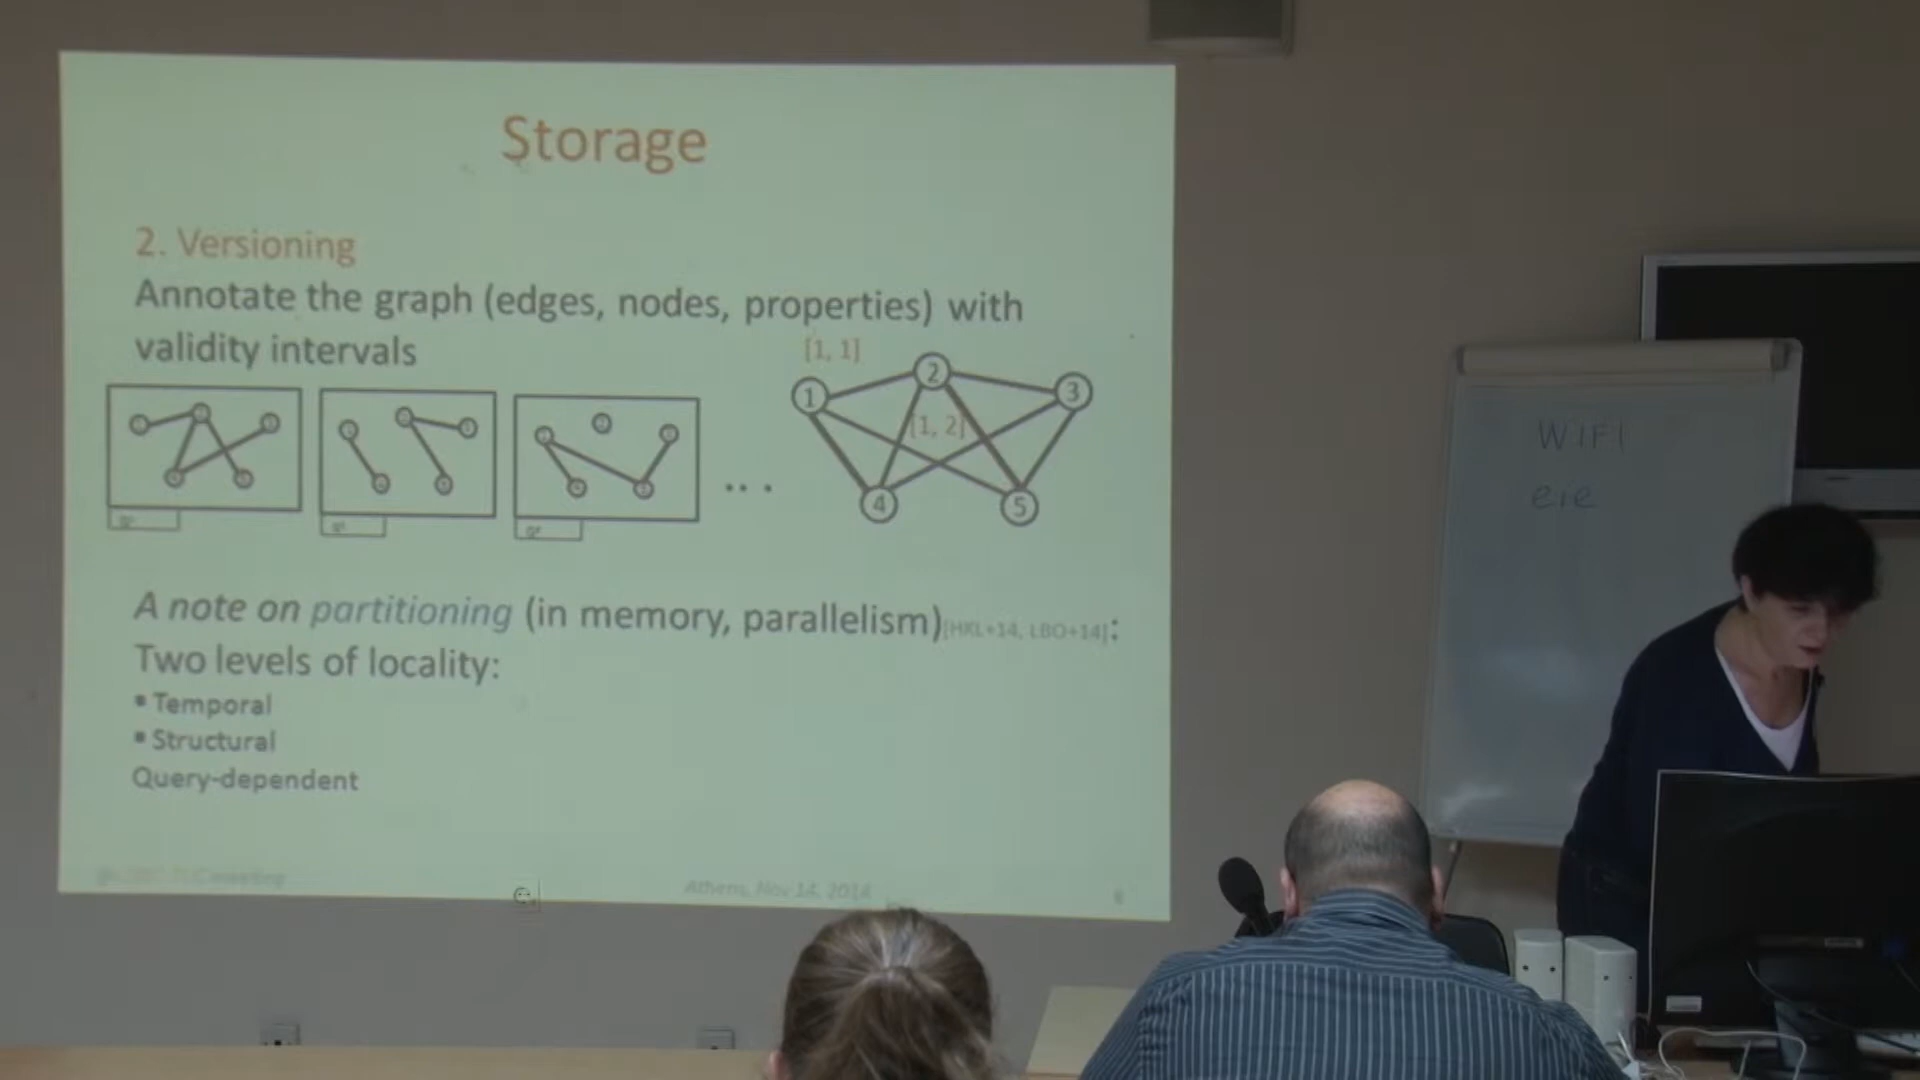 Storage
2. Versioning
Annotate the graph (edges, nodes, properties) with
validity intervals
[1, 1]
1
2
3
[1, 2]
4
5
A note on partitioning (in memory, parallelism)[HKL+14, LBO+14]:
Two levels of locality:
▪ Temporal
▪ Structural
Query-dependent
meeting
Athens, Nov 14, 2014
WIFI
eie